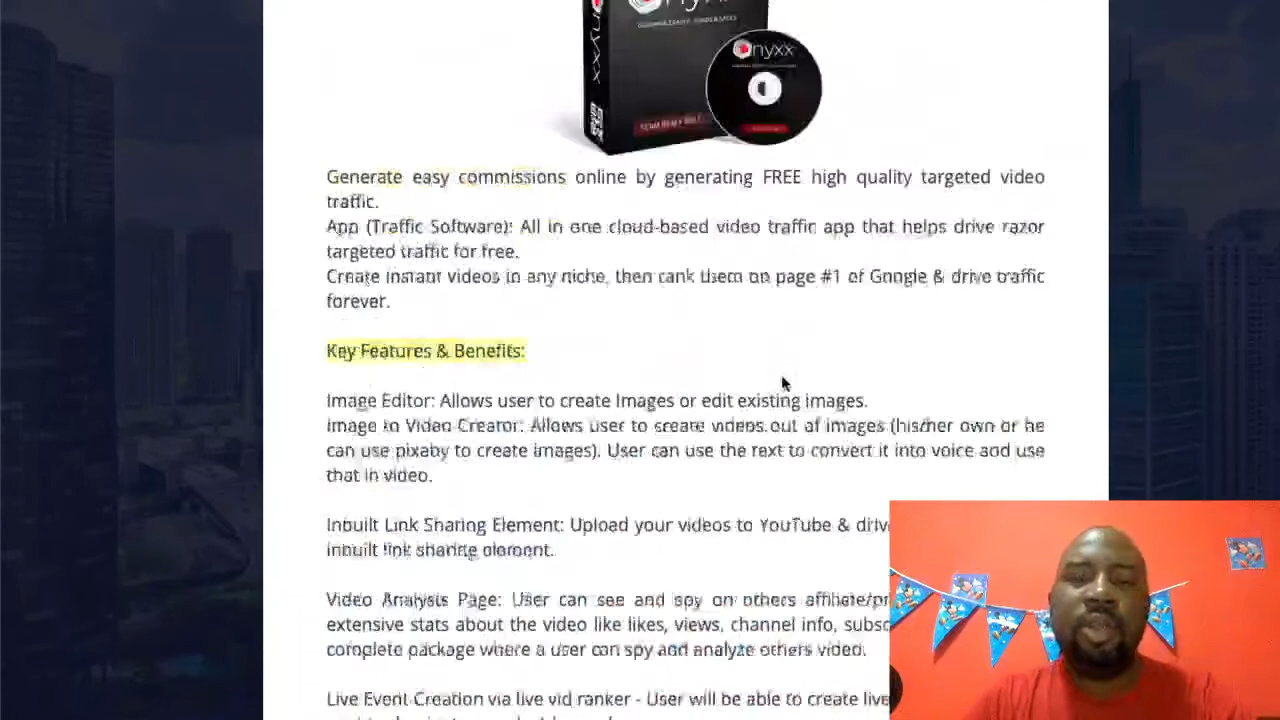 nyxx
nyxx
Generate easy commissions online by generating FREE high quality targeted video
traffic.
App (Traffic Software): All in one cloud-based video traffic app that helps drive razor
targeted traffic for free.
Create instant videos in any niche, then rank them on page #1 of Google & drive traffic
forever.
Key Features & Benefits:
Image Editor: Allows user to create Images or edit existing images.
Image to Video Creator: Allows user to create videos out of images (his/her own or he
can use pixaby to create images). User can use the text to convert it into voice and use
that in video.
Inbuilt Link Sharing Element: Upload your videos to YouTube & driv
inbuilt link sharing element.
Video Analysis Page: User can see and spy on others affiliate/pr
extensive stats about the video like likes, views, channel info, subsc
complete package where a user can spy and analyze others video.
Live Event Creation via live vid ranker - User will be able to create live